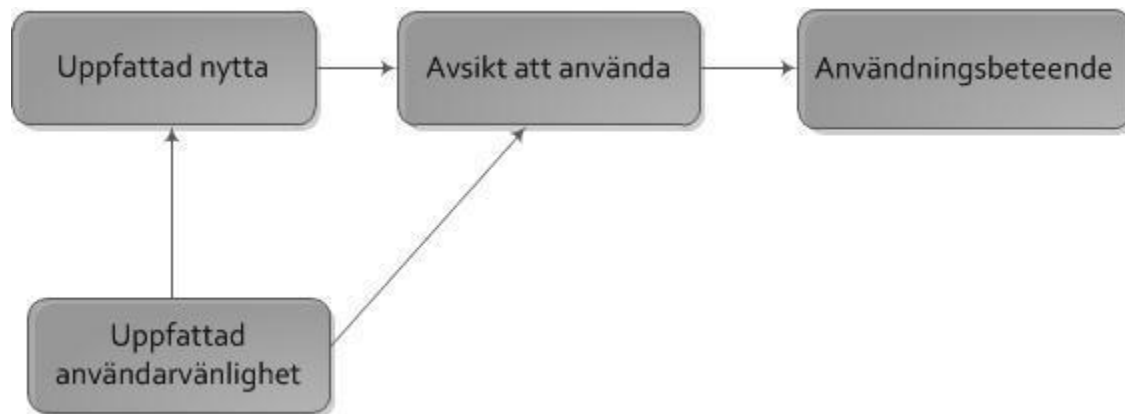 Uppfattad nytta
Avsikt att använda
Användningsbeteende
Uppfattad
användarvänlighet